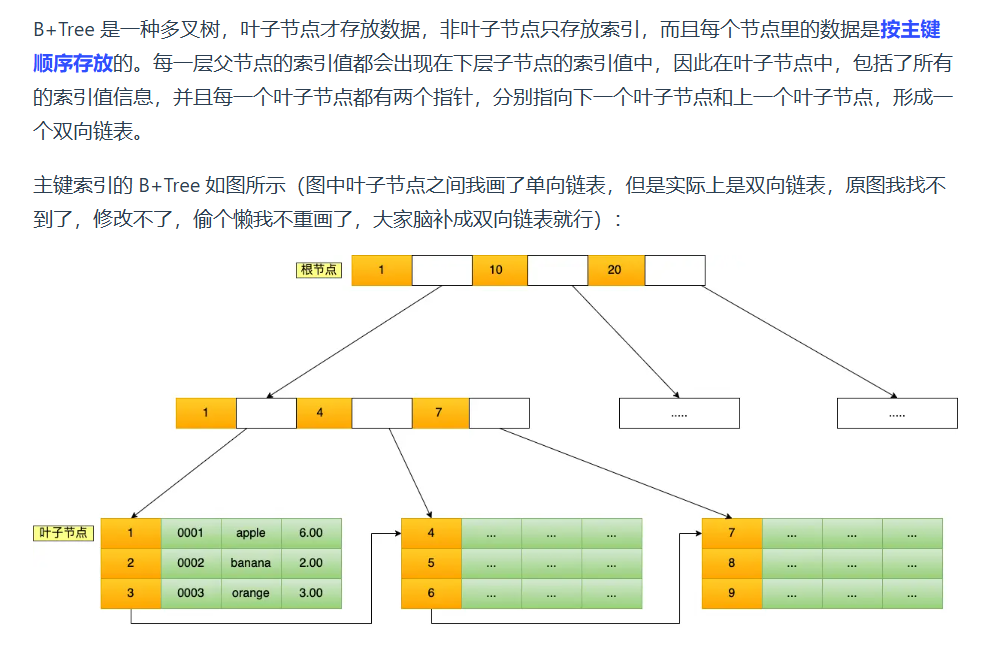 B+Tree 是一种多叉树，叶子节点才存放数据，非叶子节点只存放索引，而且每个节点里的数据是按主键
顺序存放的。每一层父节点的索引值都会出现在下层子节点的索引值中，因此在叶子节点中，包括了所有
的索引值信息，并且每一个叶子节点都有两个指针，分别指向下一个叶子节点和上一个叶子节点，形成一
个双向链表。
主键索引的 B+Tree 如图所示（图中叶子节点之间我画了单向链表，但是实际上是双向链表，原图我找不
到了，修改不了，偷个懒我不重画了，大家脑补成双向链表就行）：
根节点 1 10 20
1 4 7 ..... .....
叶子节点 1 0001 apple 6.00 4 ... ... ... 7 ... ... ...
2 0002 banana 2.00 5 ... ... ... 8 ... ... ...
3 0003 orange 3.00 6 ... ... ... 9 ... ... ...